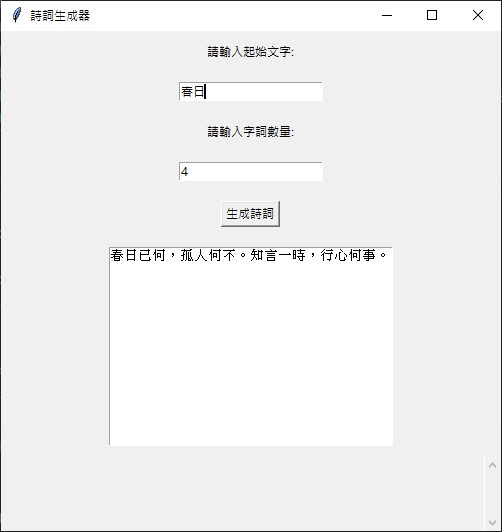 詩詞生成器
請輸入起始文字:
春日
請輸入字詞數量:
4
生成詩詞
春日已何，孤人何不。知言一時，行心何事。